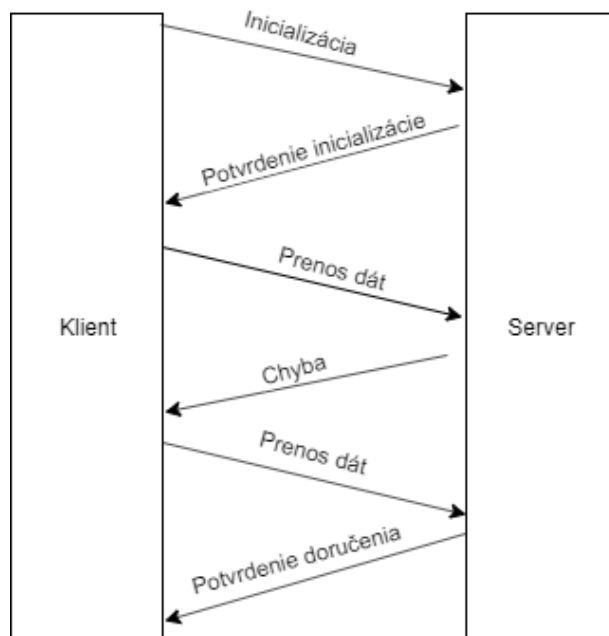 Inicializácia
Potvrdenie inicializácie
Prenos dát
Klient
Server
Chyba
Prenos dát
Potvrdenie doručenia